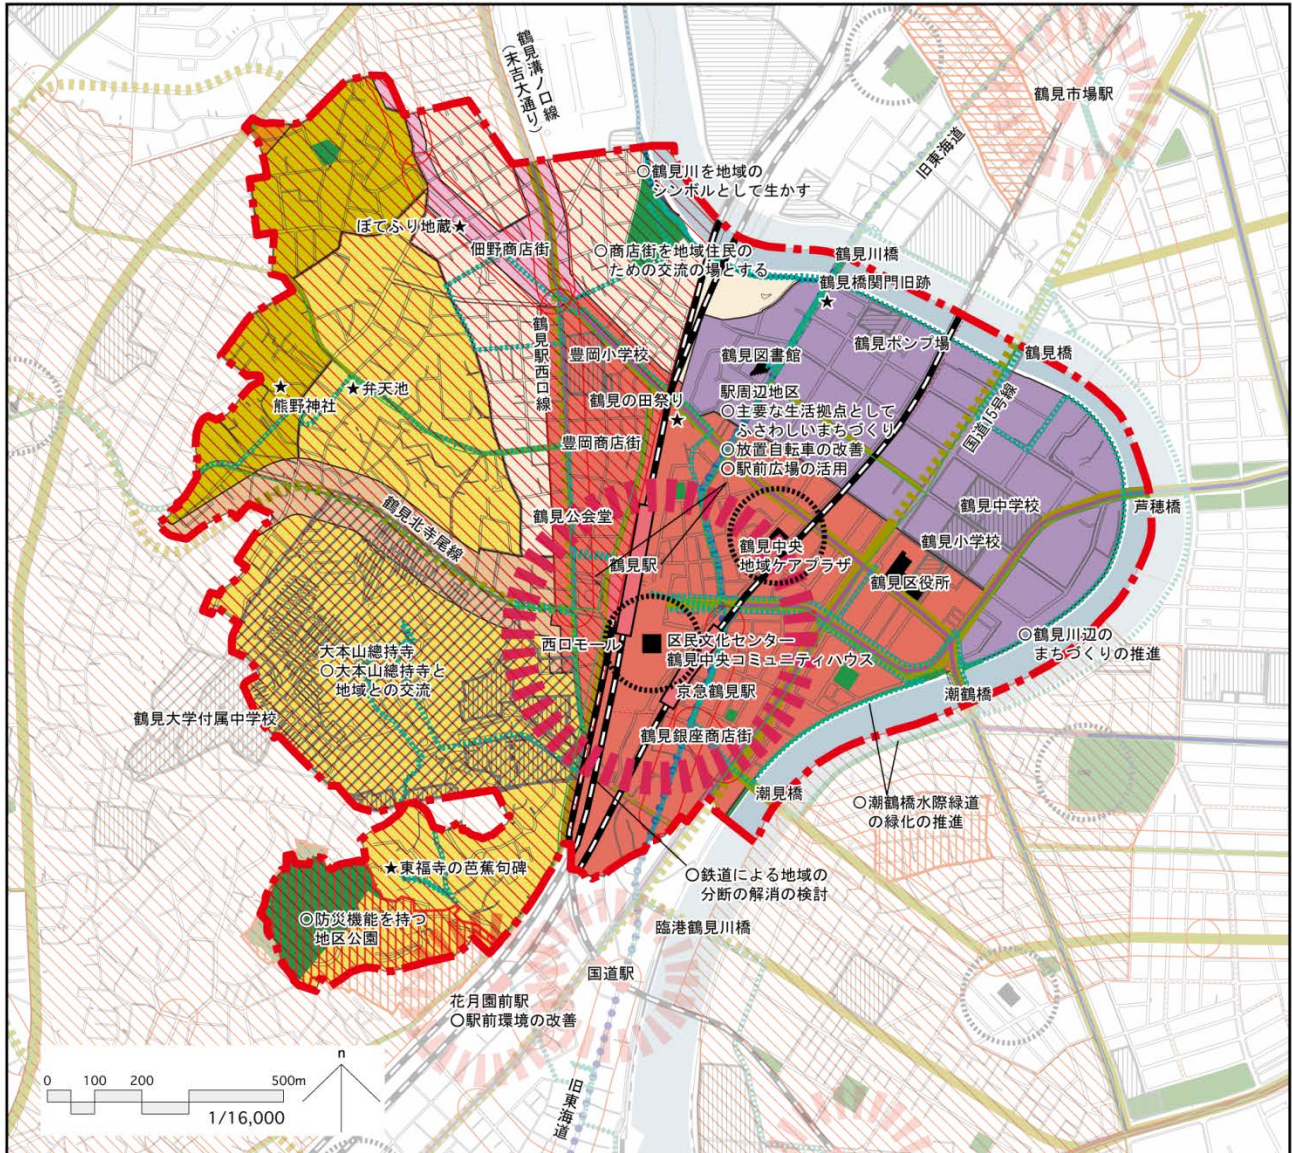 鶴見溝ノ口線
(末吉大通り)
鶴見市場駅
旧東海道
○鶴見川を地域の
シンボルとして生かす
ぼてふり地蔵★
佃野商店街
○商店街を地域住民の
ための交流の場とする
鶴見川橋
鶴見橋関門旧跡
★
鶴見駅西口線
豊岡小学校
鶴見図書館
鶴見ポンプ場
鶴見橋
国道15号線
★
熊野神社
★弁天池
鶴見の田祭り
★
駅周辺地区
○主要な生活拠点として
ふさわしいまちづくり
○放置自転車の改善
○駅前広場の活用
豊岡商店街
鶴見北寺尾線
鶴見公会堂
鶴見駅
鶴見中央
地域ケアプラザ
鶴見中学校
芦穂橋
鶴見小学校
鶴見区役所
大本山總持寺
○大本山總持寺と
地域との交流
西口モール
区民文化センター
鶴見中央コミュニティハウス
○鶴見川辺の
まちづくりの推進
京急鶴見駅
潮鶴橋
鶴見大学付属中学校
鶴見銀座商店街
潮見橋
○潮鶴橋水際緑道
の緑化の推進
★東福寺の芭蕉句碑
○鉄道による地域の
分断の解消の検討
◎防災機能を持つ
地区公園
臨港鶴見川橋
国道駅
花月園前駅
○駅前環境の改善
旧東海道
n
0 100 200 500m
1/16,000